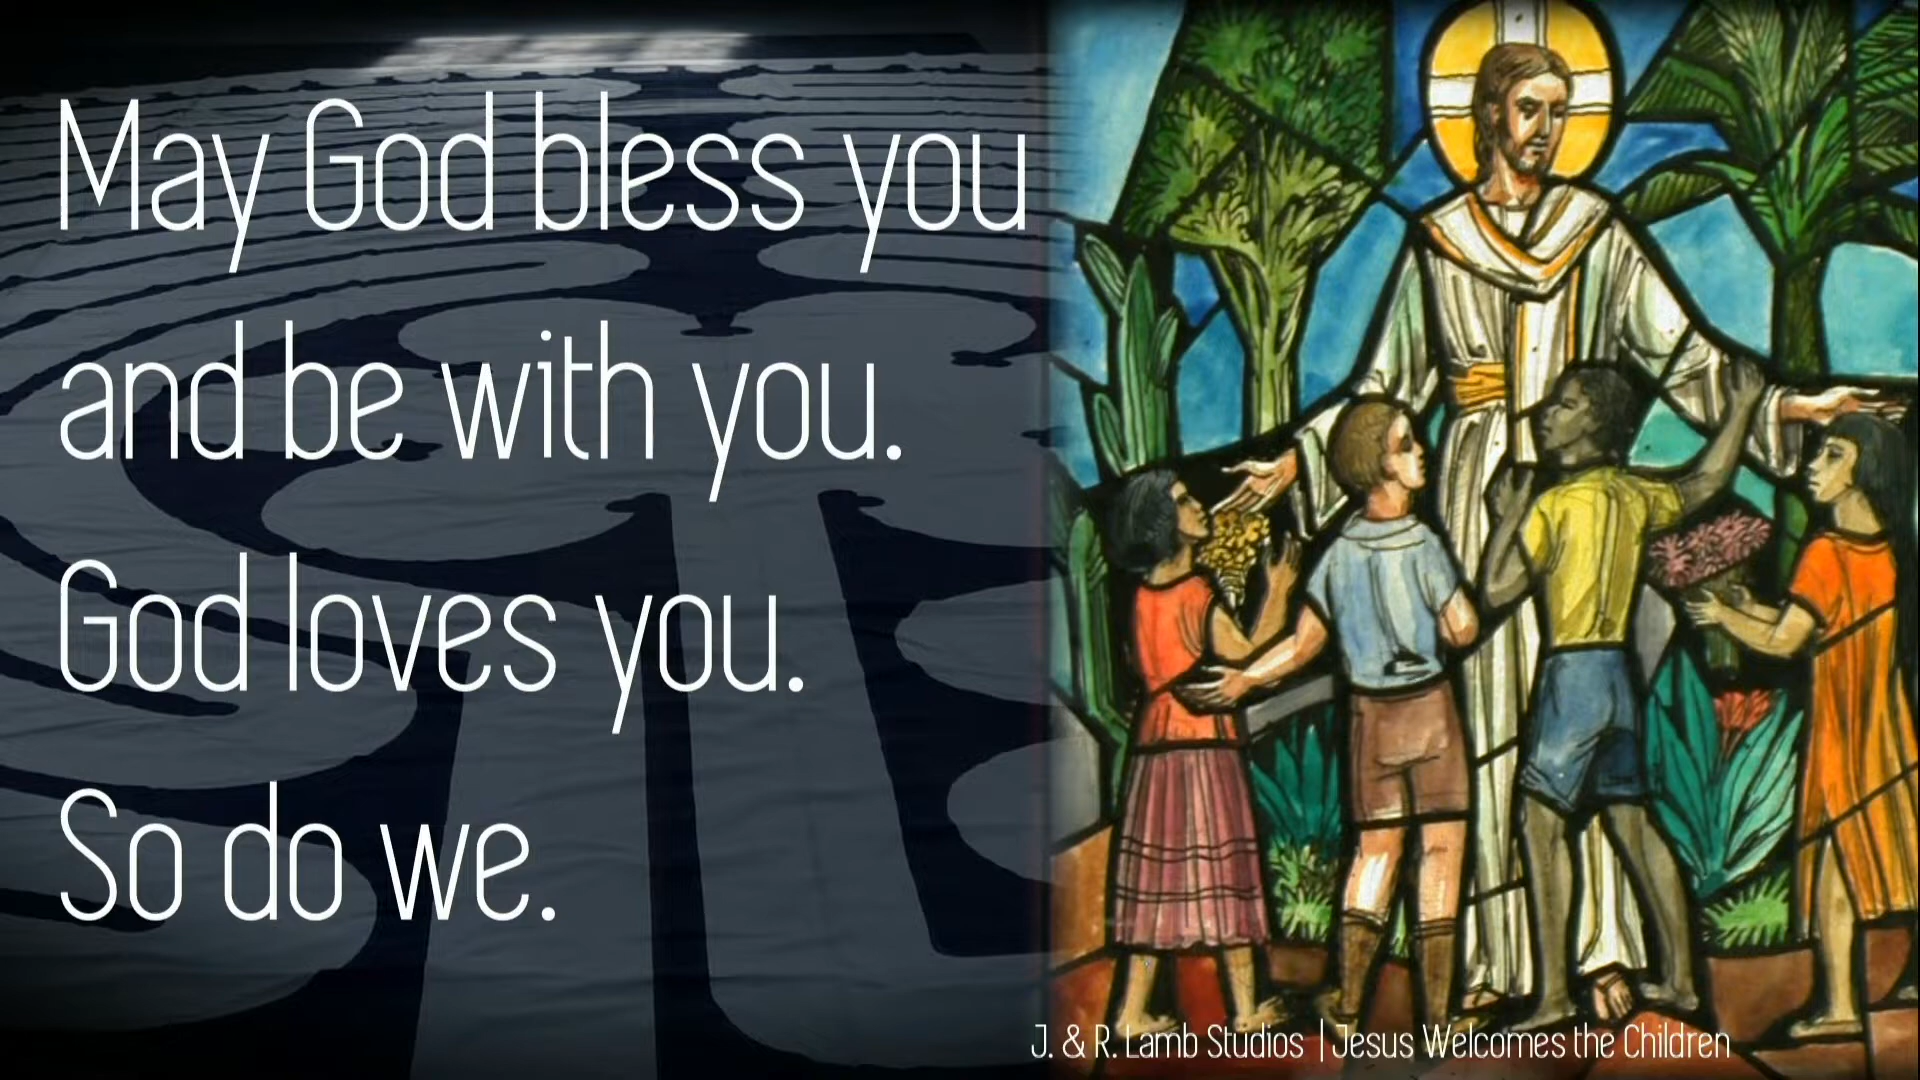 May God bless you
and be with you.
God loves you.
So do we.
J. & R. Lamb Studios | Jesus Welcomes the Children